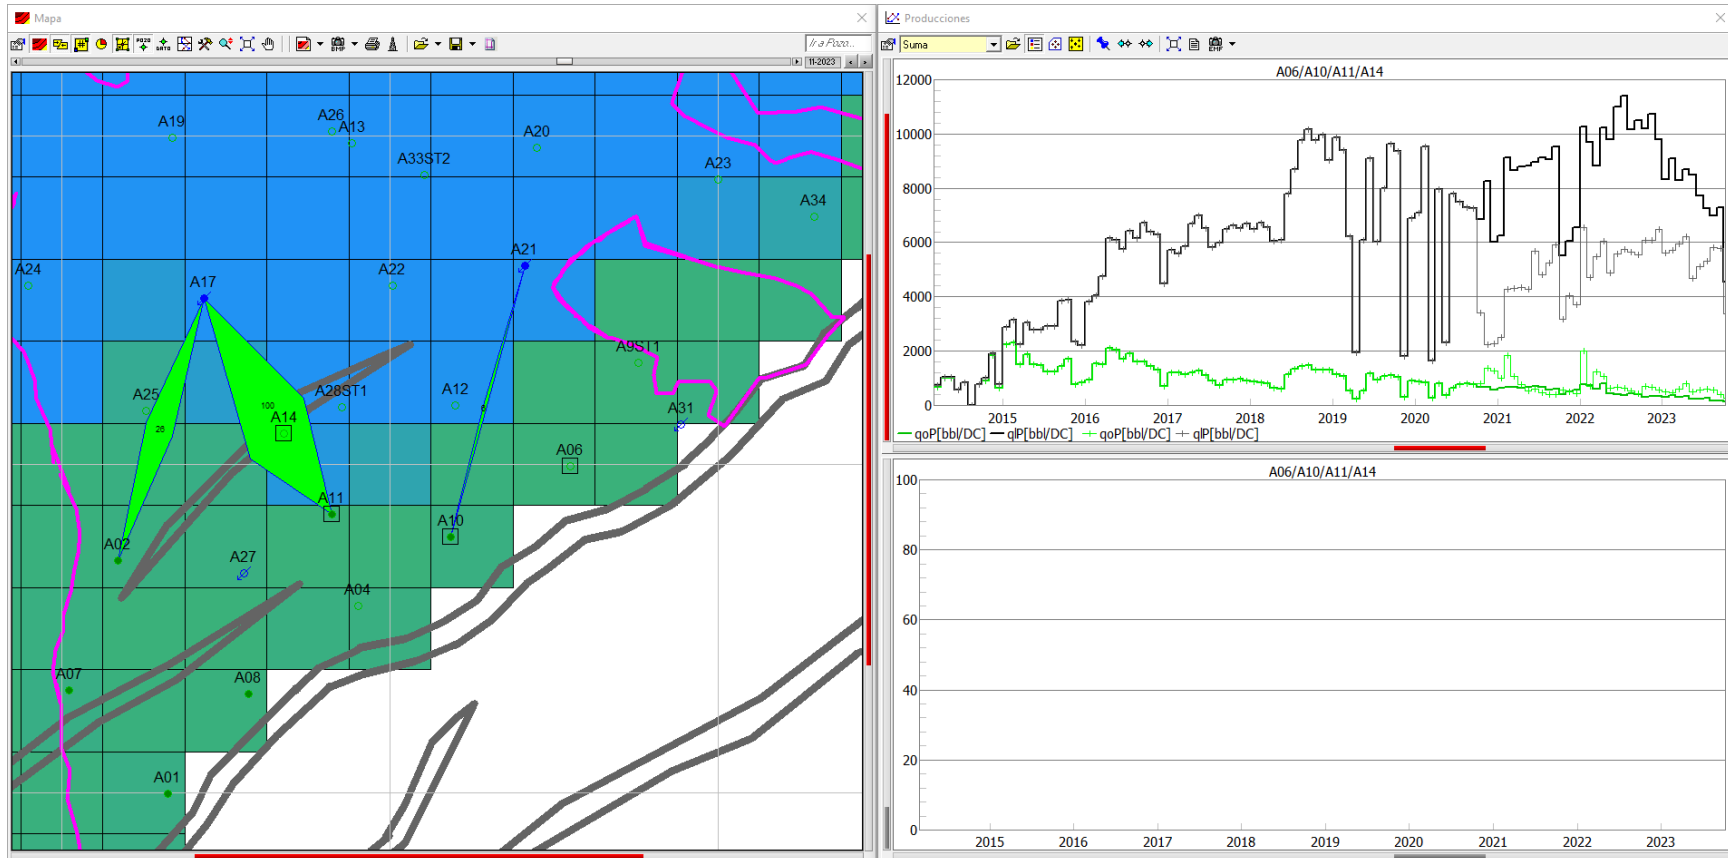 Mapa
Producciones
Ir a Pozo...
Suma
11-2023
A19
A26
A13
A20
A33ST2
A23
A34
A21
A24
A17
A22
A9ST1
A25
A28ST1
A12
100
A14
A31
26
6
A06
A11
A10
A02
A27
A04
A07
A08
A01
A06/A10/A11/A14
12000
10000
8000
6000
4000
2000
0
2015 2016 2017 2018 2019 2020 2021 2022 2023
qoP[bbl/DC] qlP[bbl/DC] qoP[bbl/DC] qlP[bbl/DC]
A06/A10/A11/A14
100
80
60
40
20
0
2015 2016 2017 2018 2019 2020 2021 2022 2023